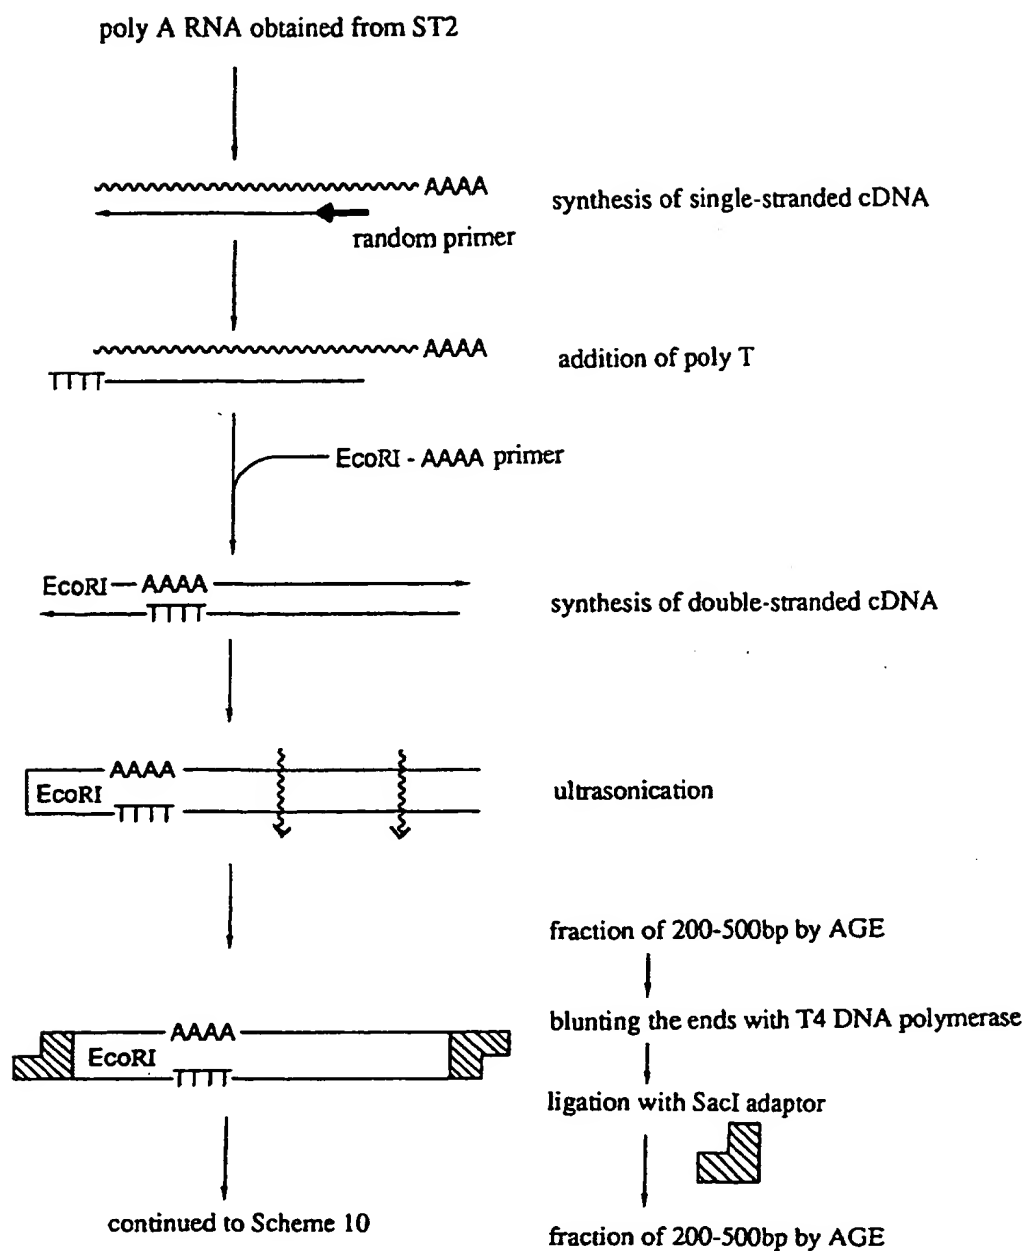 poly A RNA obtained from ST2
AAAA
synthesis of single-stranded cDNA
random primer
AAAA
addition of poly T
TTTT
EcoRI - AAAA primer
EcoRI AAAA
TTTT
synthesis of double-stranded cDNA
AAAA
EcoRI
TTTT
ultrasonication
fraction of 200-500bp by AGE
blunting the ends with T4 DNA polymerase
AAAA
EcoRI
TTTT
ligation with SacI adaptor
continued to Scheme 10
fraction of 200-500bp by AGE